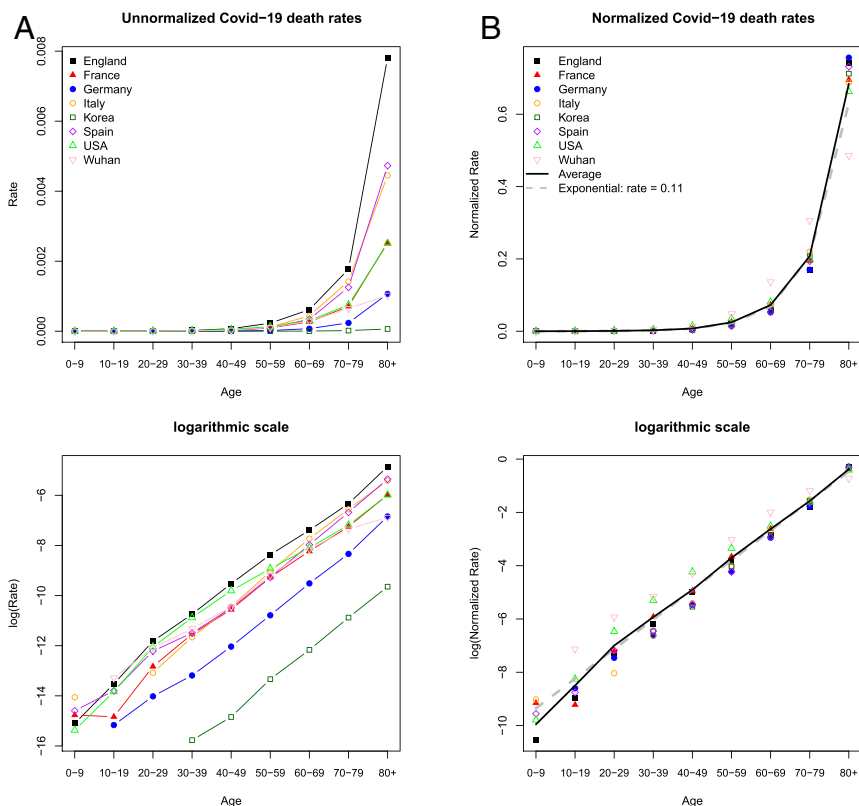 A
Unnormalized Covid−19 death rates
0.008
0.006
0.004
0.002
0.000
Rate
England
France
Germany
Italy
Korea
Spain
USA
Wuhan
0−9 10−19 20−29 30−39 40−49 50−59 60−69 70−79 80+
Age
B
Normalized Covid−19 death rates
0.6
0.4
0.2
0.0
Normalized Rate
England
France
Germany
Italy
Korea
Spain
USA
Wuhan
Average
Exponential: rate = 0.11
0−9 10−19 20−29 30−39 40−49 50−59 60−69 70−79 80+
Age
logarithmic scale
−6
−8
−10
−12
−14
−16
log(Rate)
0−9 10−19 20−29 30−39 40−49 50−59 60−69 70−79 80+
Age
logarithmic scale
0
−2
−4
−6
−8
−10
log(Normalized Rate)
0−9 10−19 20−29 30−39 40−49 50−59 60−69 70−79 80+
Age